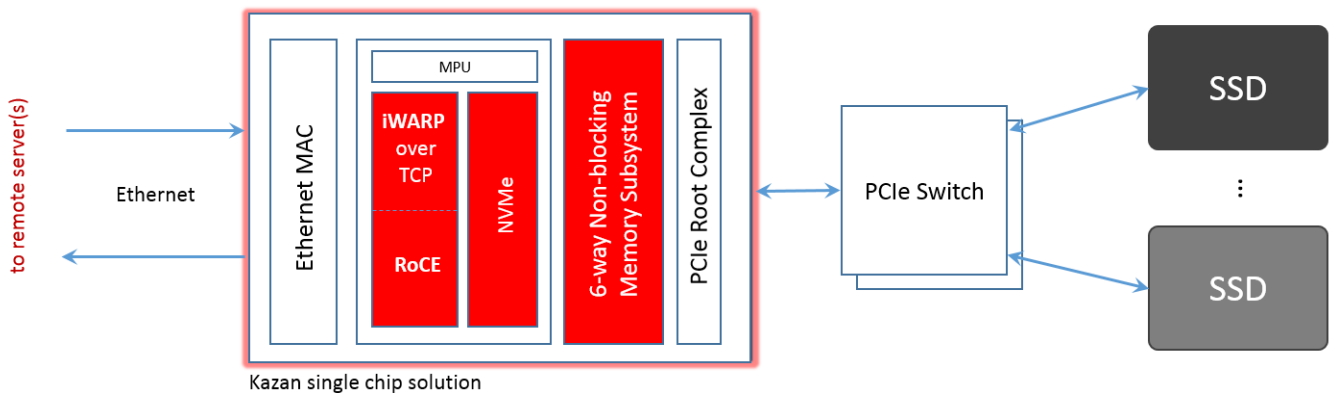 to remote server(s)
Ethernet
Ethernet MAC
MPU
iWARP
over
TCP
RoCE
NVMe
6-way Non-blocking
Memory Subsystem
PCIe Root Complex
PCIe Switch
SSD
...
SSD
Kazan single chip solution